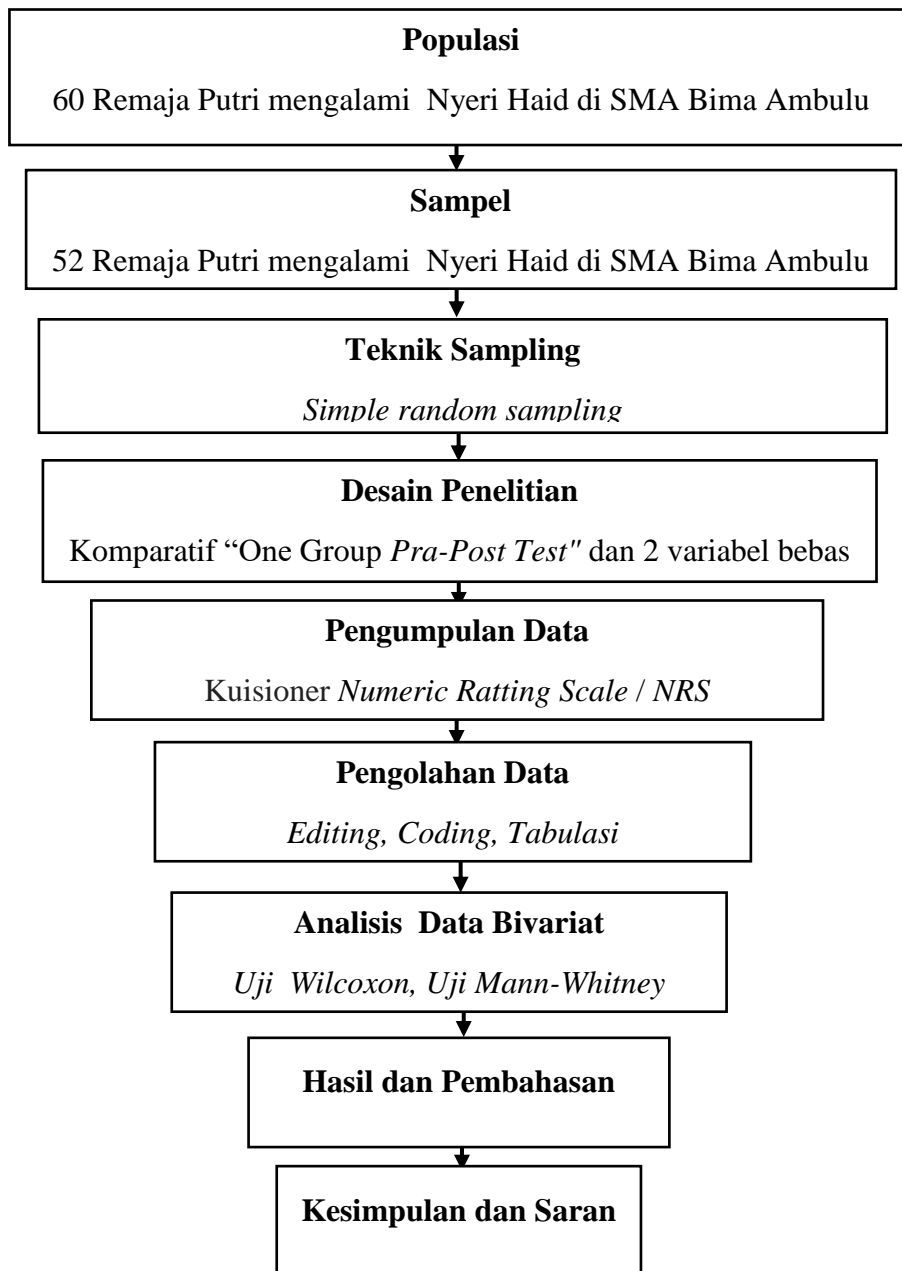 Populasi
60 Remaja Putri mengalami Nyeri Haid di SMA Bima Ambulu
Sampel
52 Remaja Putri mengalami Nyeri Haid di SMA Bima Ambulu
Teknik Sampling
Simple random sampling
Desain Penelitian
Komparatif “One Group Pra-Post Test" dan 2 variabel bebas
Pengumpulan Data
Kuisioner Numeric Ratting Scale / NRS
Pengolahan Data
Editing, Coding, Tabulasi
Analisis Data Bivariat
Uji Wilcoxon, Uji Mann-Whitney
Hasil dan Pembahasan
Kesimpulan dan Saran